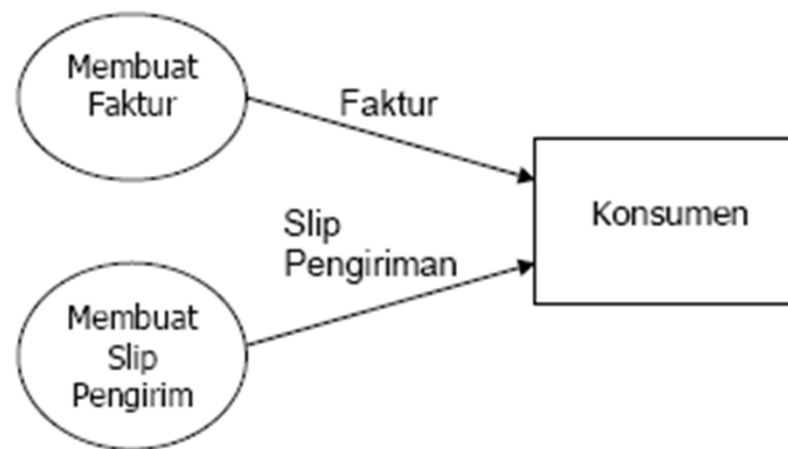 Membuat
Faktur
Faktur
Konsumen
Slip
Pengiriman
Membuat
Slip
Pengirim